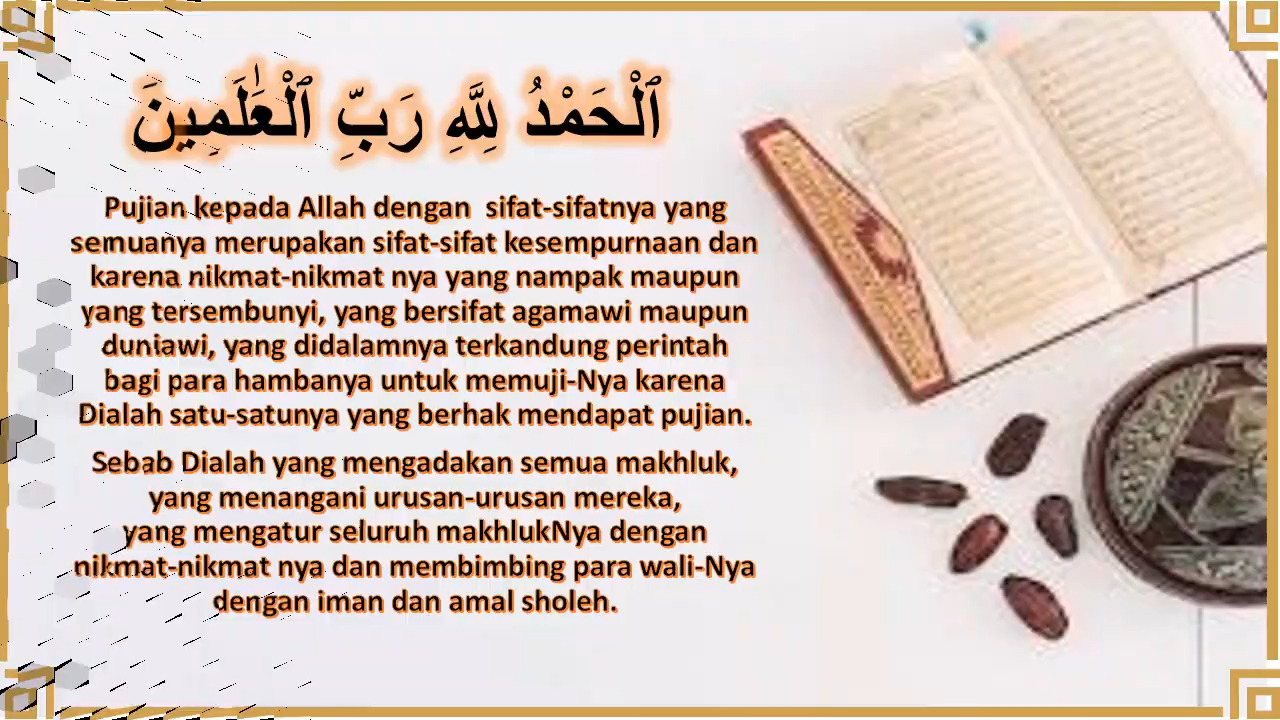 ٱلْحَمْدُ لِلَّهِ رَبِّ ٱلْعَٰلَمِينَ
Pujian kepada Allah dengan  sifat-sifatnya yang
semuanya merupakan sifat-sifat kesempurnaan dan
karena nikmat-nikmat nya yang nampak maupun
yang tersembunyi, yang bersifat agamawi maupun
duniawi, yang didalamnya terkandung perintah
bagi para hambanya untuk memuji-Nya karena
Dialah satu-satunya yang berhak mendapat pujian.
Sebab Dialah yang mengadakan semua makhluk,
yang menangani urusan-urusan mereka,
yang mengatur seluruh makhlukNya dengan
nikmat-nikmat nya dan membimbing para wali-Nya
dengan iman dan amal sholeh.